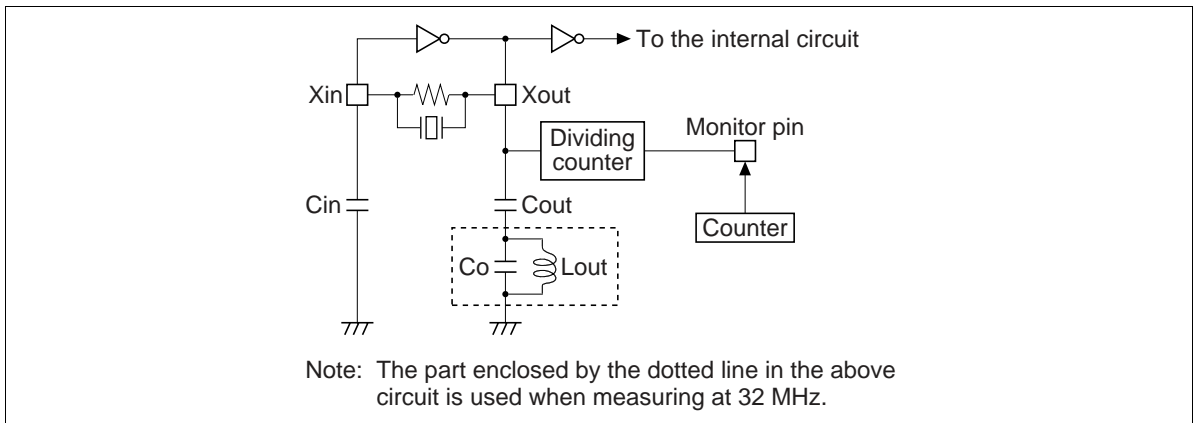 To the internal circuit
Xin
Xout
Dividing
counter
Monitor pin
Cin
Cout
Counter
Co
Lout
Note: The part enclosed by the dotted line in the above
circuit is used when measuring at 32 MHz.